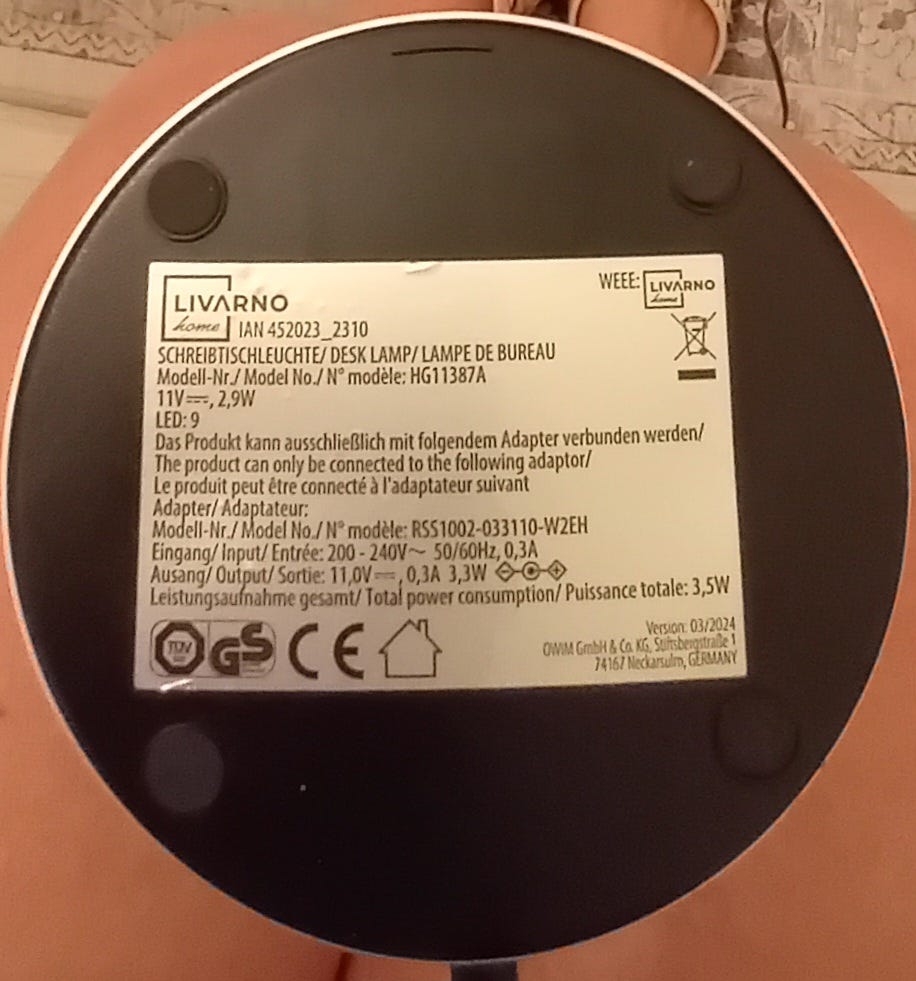 LIVARNO
home IAN 452023_2310
WEEE: LIVARNO
home
SCHREIBTISCHLEUCHTE/ DESK LAMP/ LAMPE DE BUREAU
Modell-Nr./ Model No./ N° modèle: HG11387A
11V⎓, 2,9W
LED: 9
Das Produkt kann ausschließlich mit folgendem Adapter verbunden werden/
The product can only be connected to the following adaptor/
Le produit peut être connecté à l'adaptateur suivant
Adapter/ Adaptateur:
Modell-Nr./ Model No./ N° modèle: RSS1002-033110-W2EH
Eingang/ Input/ Entrée: 200 - 240V~ 50/60Hz, 0,3A
Ausang/ Output/ Sortie: 11,0V⎓, 0,3A 3,3W
Leistungsaufnahme gesamt/ Total power consumption/ Puissance totale: 3,5W
TÜV GS CE
Version: 03/2024
OWIM GmbH & Co. KG, Stiftsbergstraße 1
74167 Neckarsulm, GERMANY